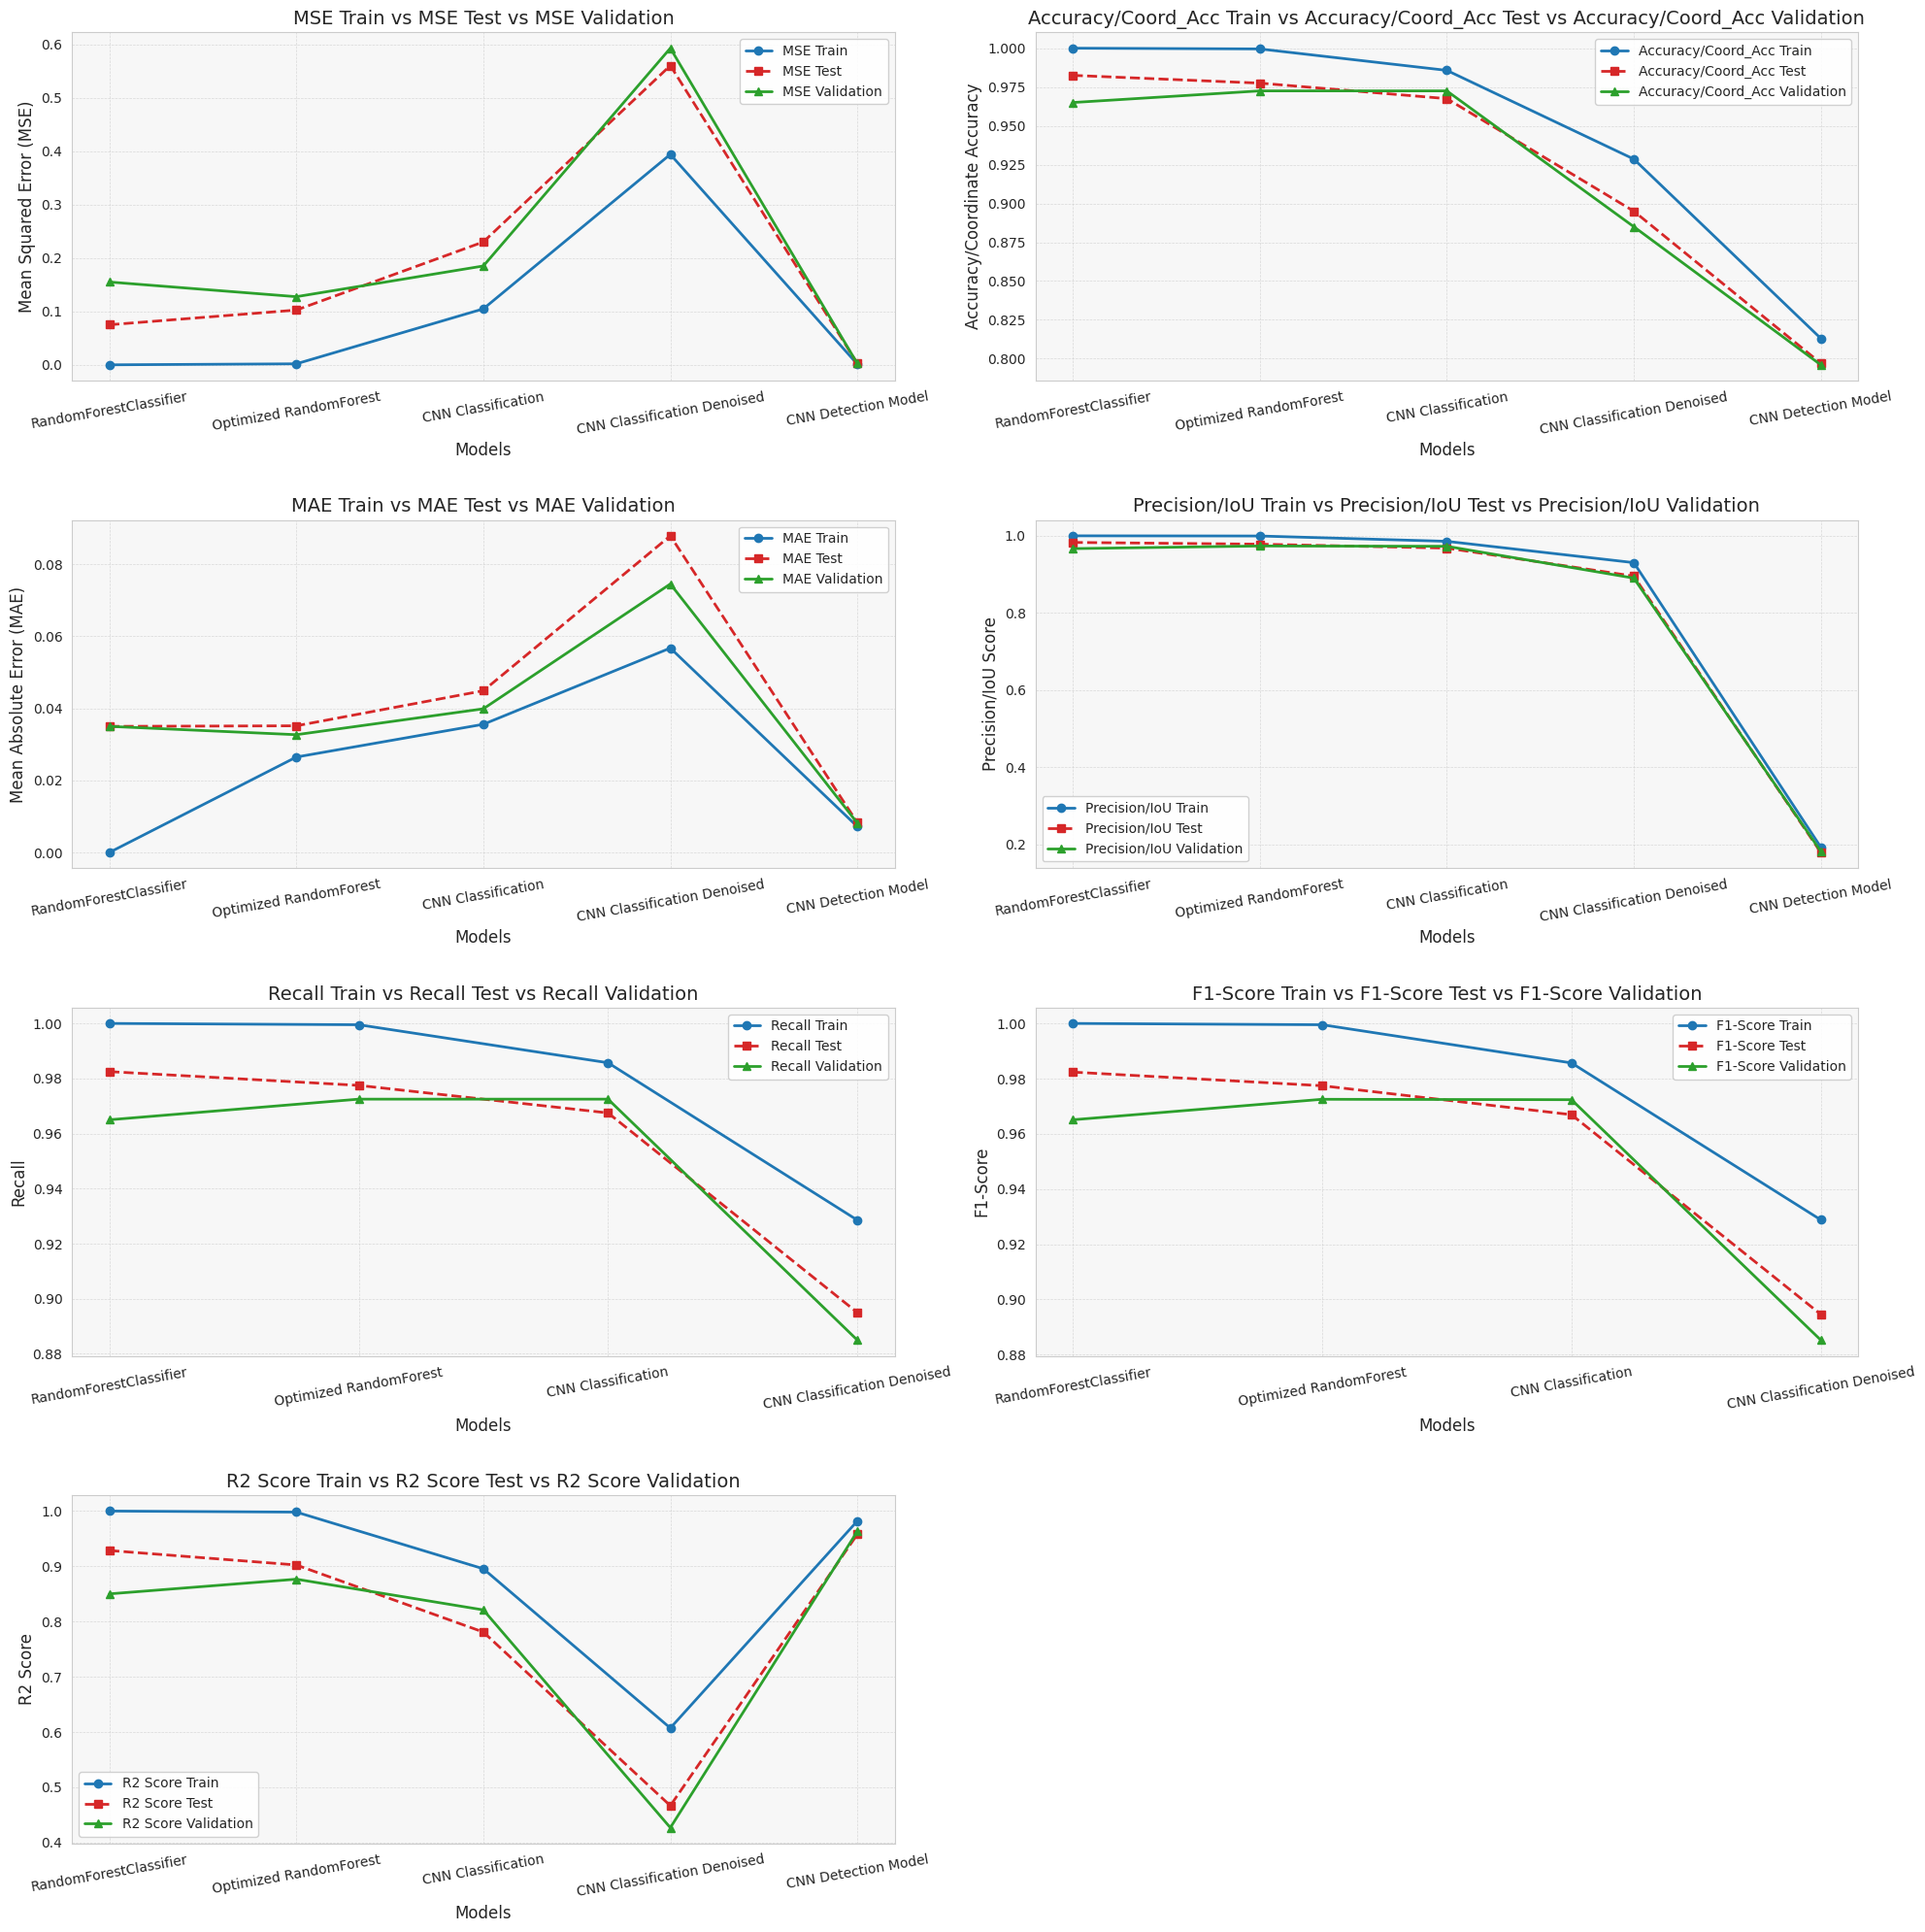 MSE Train vs MSE Test vs MSE Validation
Mean Squared Error (MSE)
0.6
0.5
0.4
0.3
0.2
0.1
0.0
MSE Train
MSE Test
MSE Validation
RandomForestClassifier
Optimized RandomForest
CNN Classification
CNN Classification Denoised
CNN Detection Model
Models
Accuracy/Coord_Acc Train vs Accuracy/Coord_Acc Test vs Accuracy/Coord_Acc Validation
Accuracy/Coordinate Accuracy
1.000
0.975
0.950
0.925
0.900
0.875
0.850
0.825
0.800
Accuracy/Coord_Acc Train
Accuracy/Coord_Acc Test
Accuracy/Coord_Acc Validation
RandomForestClassifier
Optimized RandomForest
CNN Classification
CNN Classification Denoised
CNN Detection Model
Models
MAE Train vs MAE Test vs MAE Validation
Mean Absolute Error (MAE)
0.08
0.06
0.04
0.02
0.00
MAE Train
MAE Test
MAE Validation
RandomForestClassifier
Optimized RandomForest
CNN Classification
CNN Classification Denoised
CNN Detection Model
Models
Precision/IoU Train vs Precision/IoU Test vs Precision/IoU Validation
Precision/IoU Score
1.0
0.8
0.6
0.4
0.2
Precision/IoU Train
Precision/IoU Test
Precision/IoU Validation
RandomForestClassifier
Optimized RandomForest
CNN Classification
CNN Classification Denoised
CNN Detection Model
Models
Recall Train vs Recall Test vs Recall Validation
Recall
1.00
0.98
0.96
0.94
0.92
0.90
0.88
Recall Train
Recall Test
Recall Validation
RandomForestClassifier
Optimized RandomForest
CNN Classification
CNN Classification Denoised
Models
F1-Score Train vs F1-Score Test vs F1-Score Validation
F1-Score
1.00
0.98
0.96
0.94
0.92
0.90
0.88
F1-Score Train
F1-Score Test
F1-Score Validation
RandomForestClassifier
Optimized RandomForest
CNN Classification
CNN Classification Denoised
Models
R2 Score Train vs R2 Score Test vs R2 Score Validation
R2 Score
1.0
0.9
0.8
0.7
0.6
0.5
0.4
R2 Score Train
R2 Score Test
R2 Score Validation
RandomForestClassifier
Optimized RandomForest
CNN Classification
CNN Classification Denoised
CNN Detection Model
Models